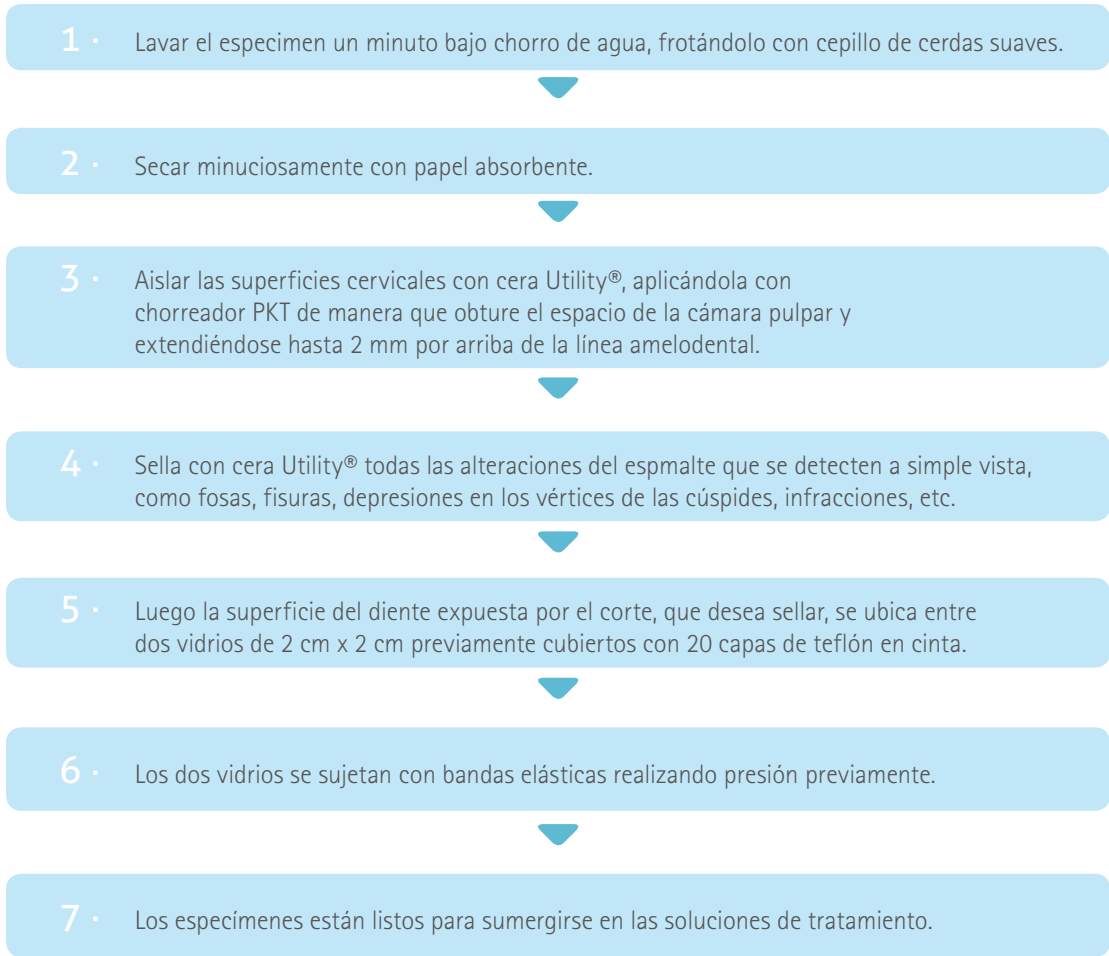 1 · Lavar el especimen un minuto bajo chorro de agua, frotándolo con cepillo de cerdas suaves.
2 · Secar minuciosamente con papel absorbente.
3 · Aislar las superficies cervicales con cera Utility®, aplicándola con
chorreador PKT de manera que obture el espacio de la cámara pulpar y
extendiéndose hasta 2 mm por arriba de la línea amelodental.
4 · Sella con cera Utility® todas las alteraciones del espmalte que se detecten a simple vista,
como fosas, fisuras, depresiones en los vértices de las cúspides, infracciones, etc.
5 · Luego la superficie del diente expuesta por el corte, que desea sellar, se ubica entre
dos vidrios de 2 cm x 2 cm previamente cubiertos con 20 capas de teflón en cinta.
6 · Los dos vidrios se sujetan con bandas elásticas realizando presión previamente.
7 · Los especímenes están listos para sumergirse en las soluciones de tratamiento.